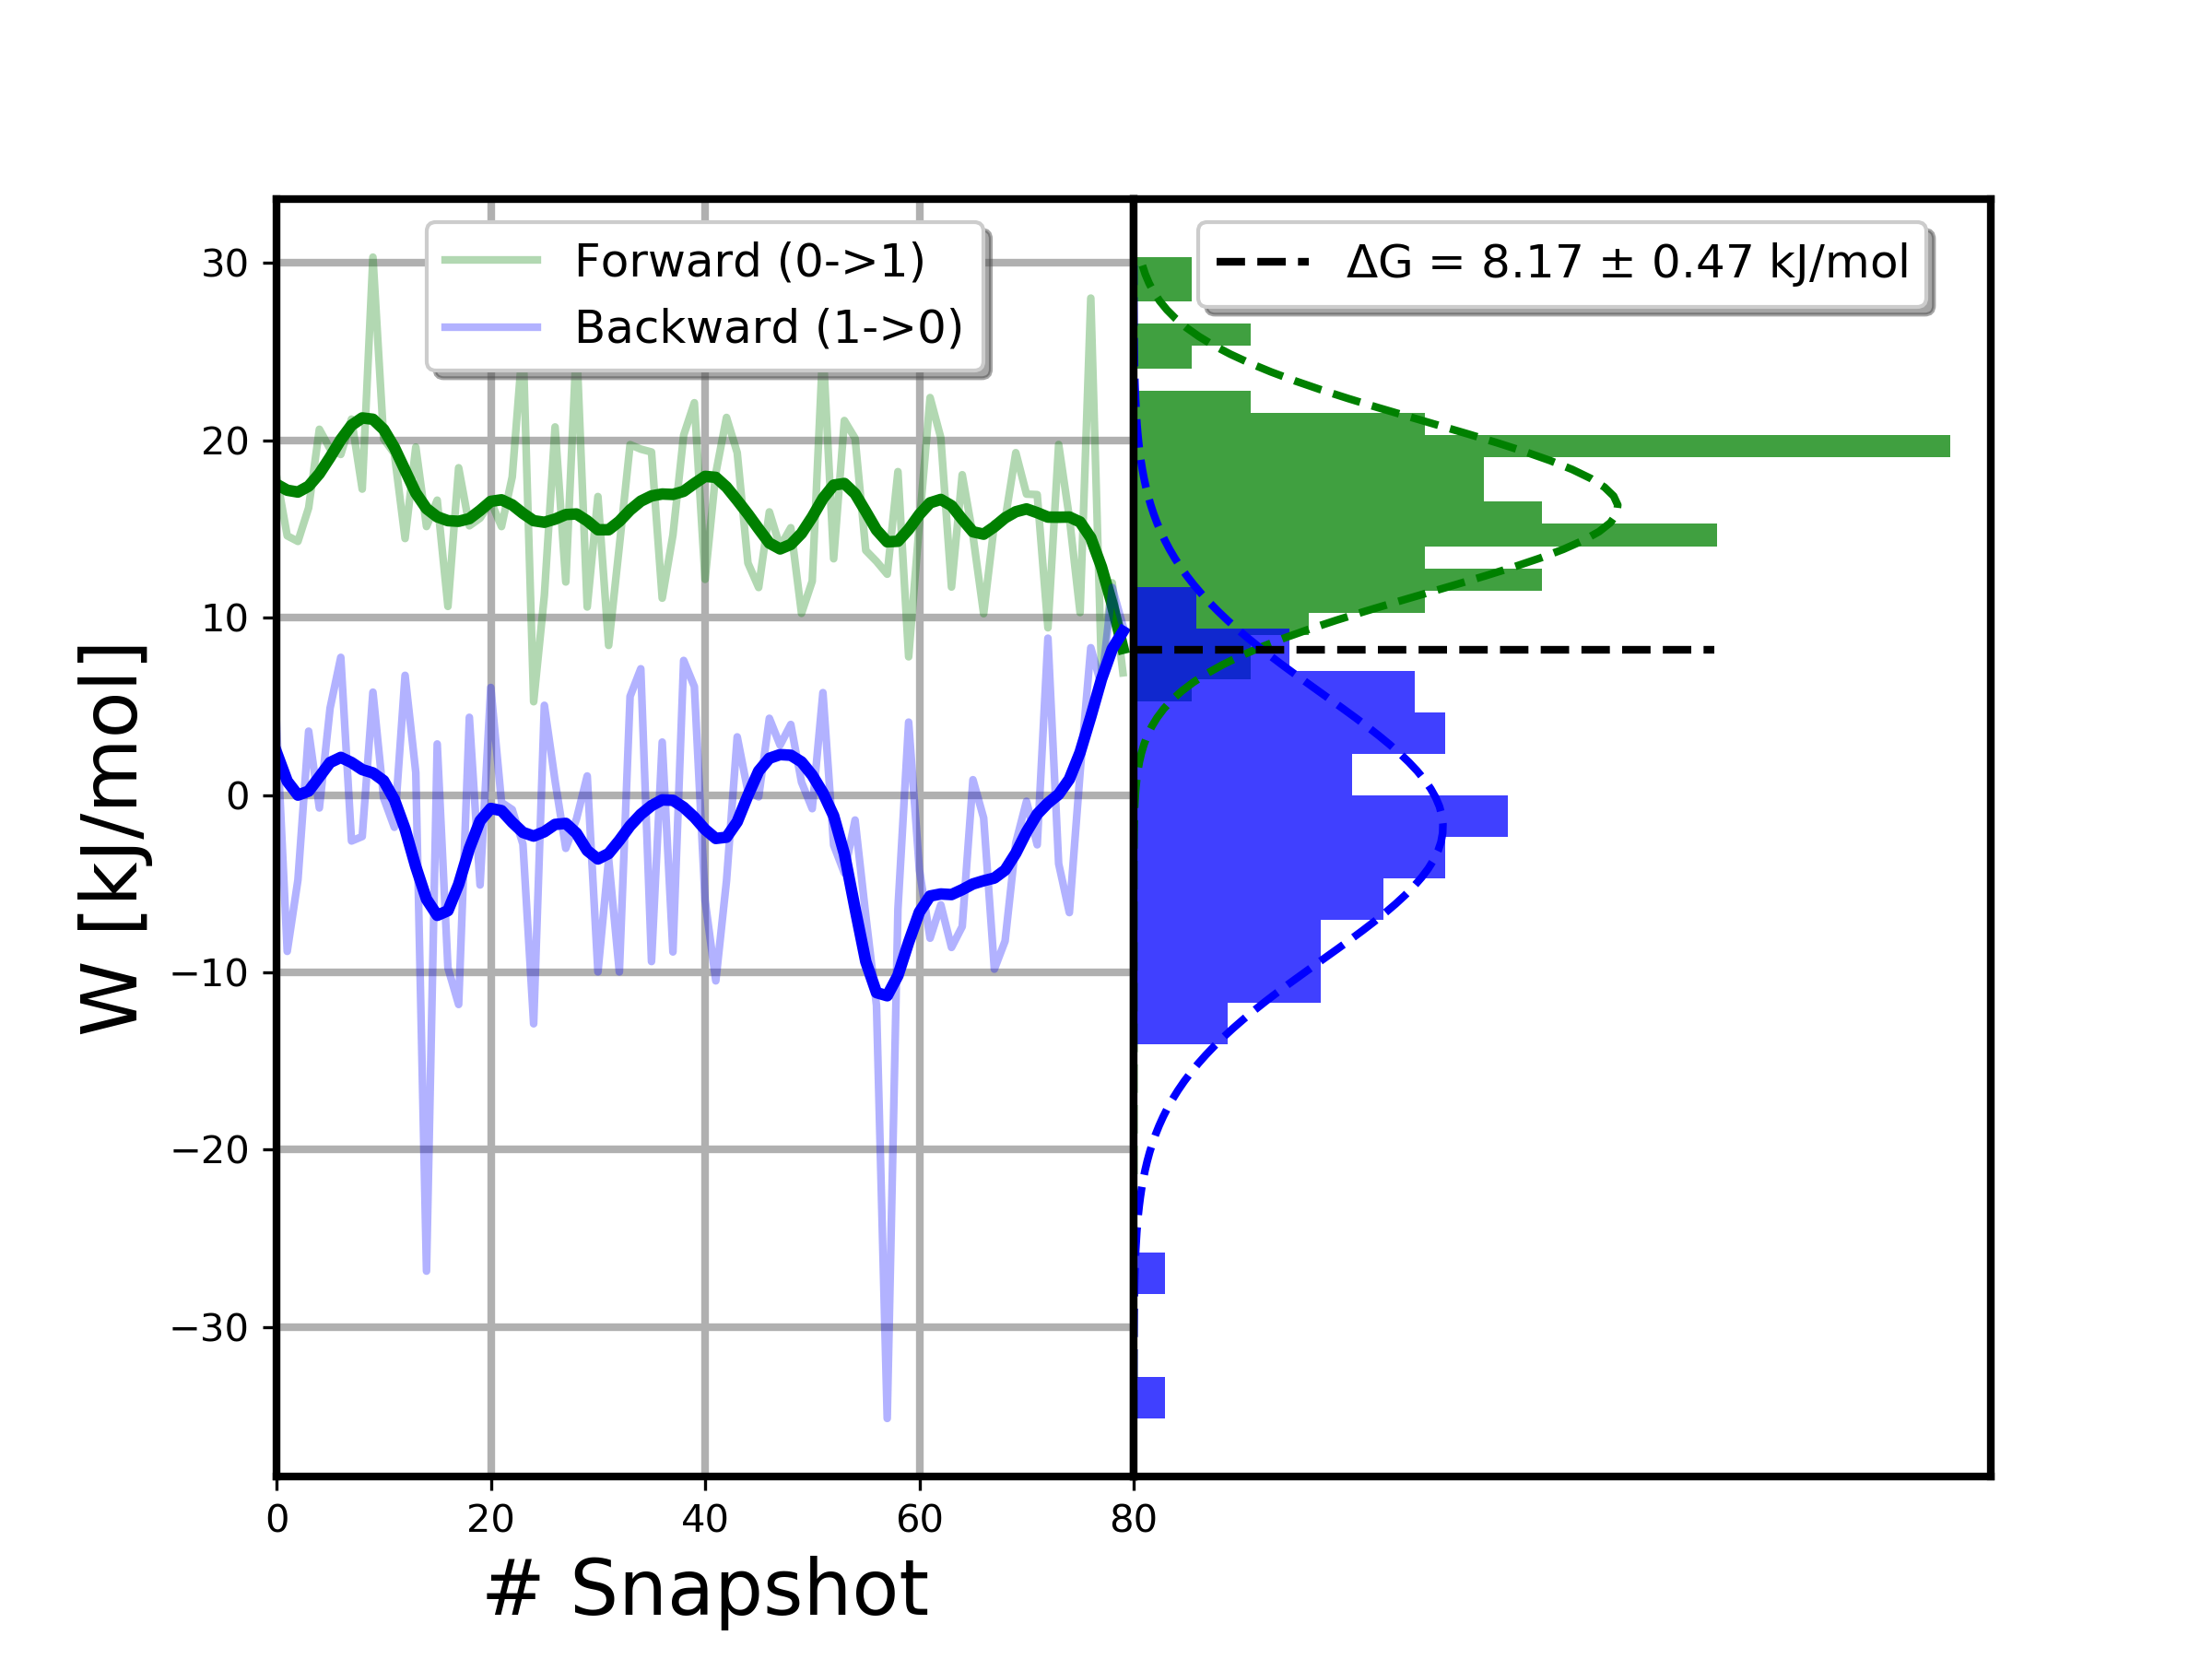 Forward (0->1)
Backward (1->0)
ΔG = 8.17 ± 0.47 kJ/mol
W [kJ/mol]
30
20
10
0
−10
−20
−30
0 20 40 60 80
# Snapshot